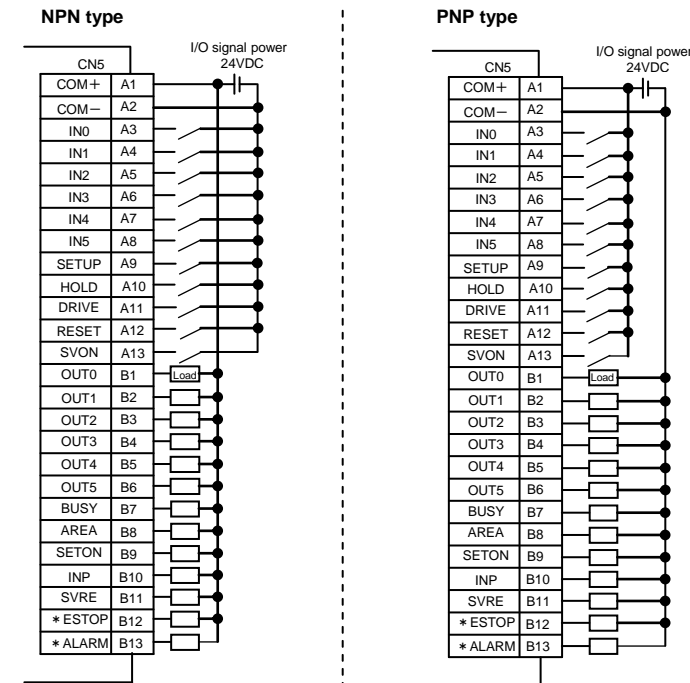 NPN type
I/O signal power
24VDC
CN5
COM+ A1
COM− A2
IN0 A3
IN1 A4
IN2 A5
IN3 A6
IN4 A7
IN5 A8
SETUP A9
HOLD A10
DRIVE A11
RESET A12
SVON A13
OUT0 B1 Load
OUT1 B2
OUT2 B3
OUT3 B4
OUT4 B5
OUT5 B6
BUSY B7
AREA B8
SETON B9
INP B10
SVRE B11
*ESTOP B12
*ALARM B13
PNP type
I/O signal power
24VDC
CN5
COM+ A1
COM− A2
IN0 A3
IN1 A4
IN2 A5
IN3 A6
IN4 A7
IN5 A8
SETUP A9
HOLD A10
DRIVE A11
RESET A12
SVON A13
OUT0 B1 Load
OUT1 B2
OUT2 B3
OUT3 B4
OUT4 B5
OUT5 B6
BUSY B7
AREA B8
SETON B9
INP B10
SVRE B11
*ESTOP B12
*ALARM B13